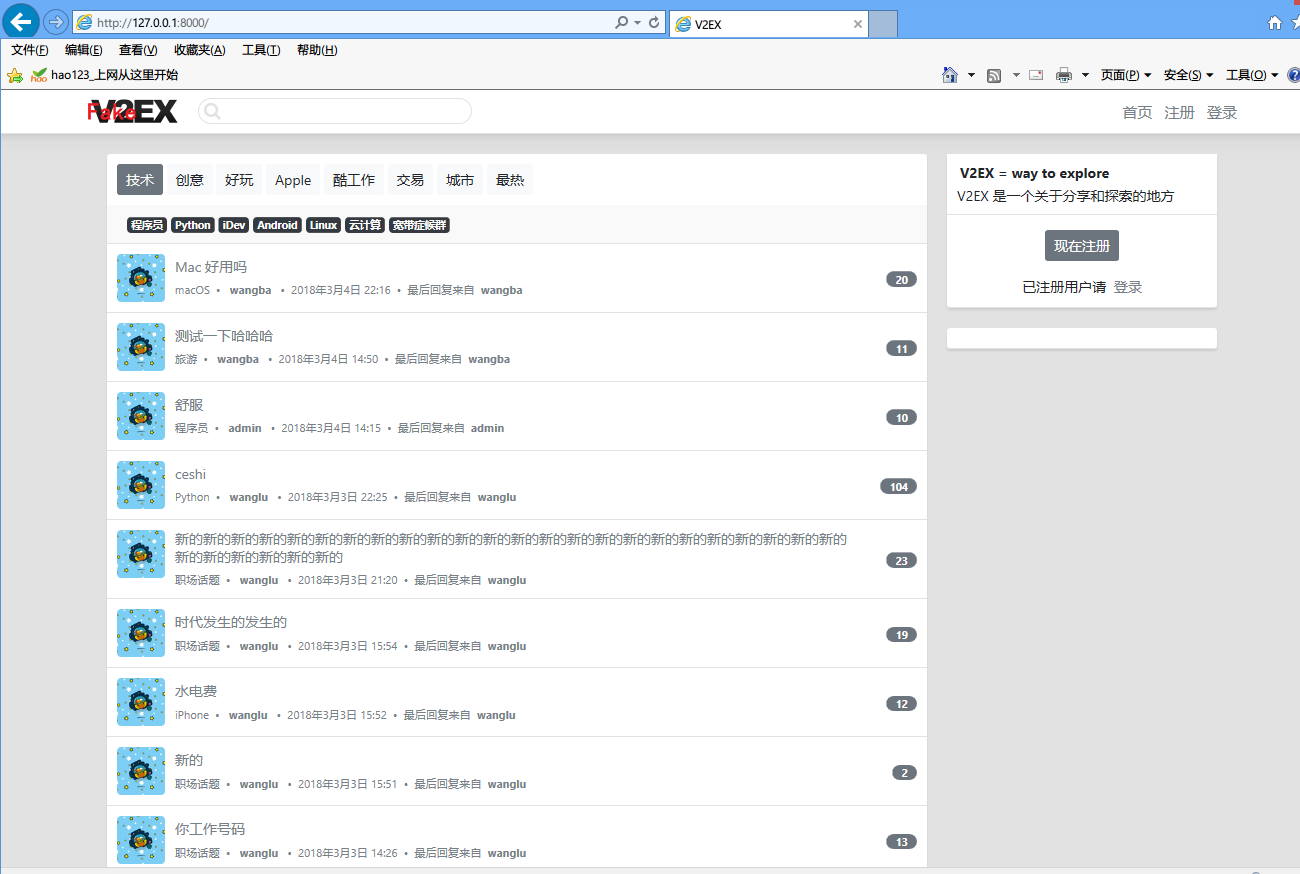 http://127.0.0.1:8000/
V2EX
文件(F) 编辑(E) 查看(V) 收藏夹(A) 工具(T) 帮助(H)
hao123_上网从这里开始
页面(P) 安全(S) 工具(O)
Fake V2EX
首页 注册 登录
技术 创意 好玩 Apple 酷工作 交易 城市 最热
程序员 Python iDev Android Linux 云计算 宽带症候群
Mac 好用吗
macOS • wangba • 2018年3月4日 22:16 • 最后回复来自 wangba
20
测试一下哈哈哈
旅游 • wangba • 2018年3月4日 14:50 • 最后回复来自 wangba
11
舒服
程序员 • admin • 2018年3月4日 14:15 • 最后回复来自 admin
10
ceshi
Python • wanglu • 2018年3月3日 22:25 • 最后回复来自 wanglu
104
新的新的新的新的新的新的新的新的新的新的新的新的新的新的新的新的新的新的新的新的新的新的新的新的
新的新的新的新的新的新的
职场话题 • wanglu • 2018年3月3日 21:20 • 最后回复来自 wanglu
23
时代发生的发生的
职场话题 • wanglu • 2018年3月3日 15:54 • 最后回复来自 wanglu
19
水电费
iPhone • wanglu • 2018年3月3日 15:52 • 最后回复来自 wanglu
12
新的
职场话题 • wanglu • 2018年3月3日 15:51 • 最后回复来自 wanglu
2
你工作号码
职场话题 • wanglu • 2018年3月3日 14:26 • 最后回复来自 wanglu
13
V2EX = way to explore
V2EX 是一个关于分享和探索的地方
现在注册
已注册用户请 登录